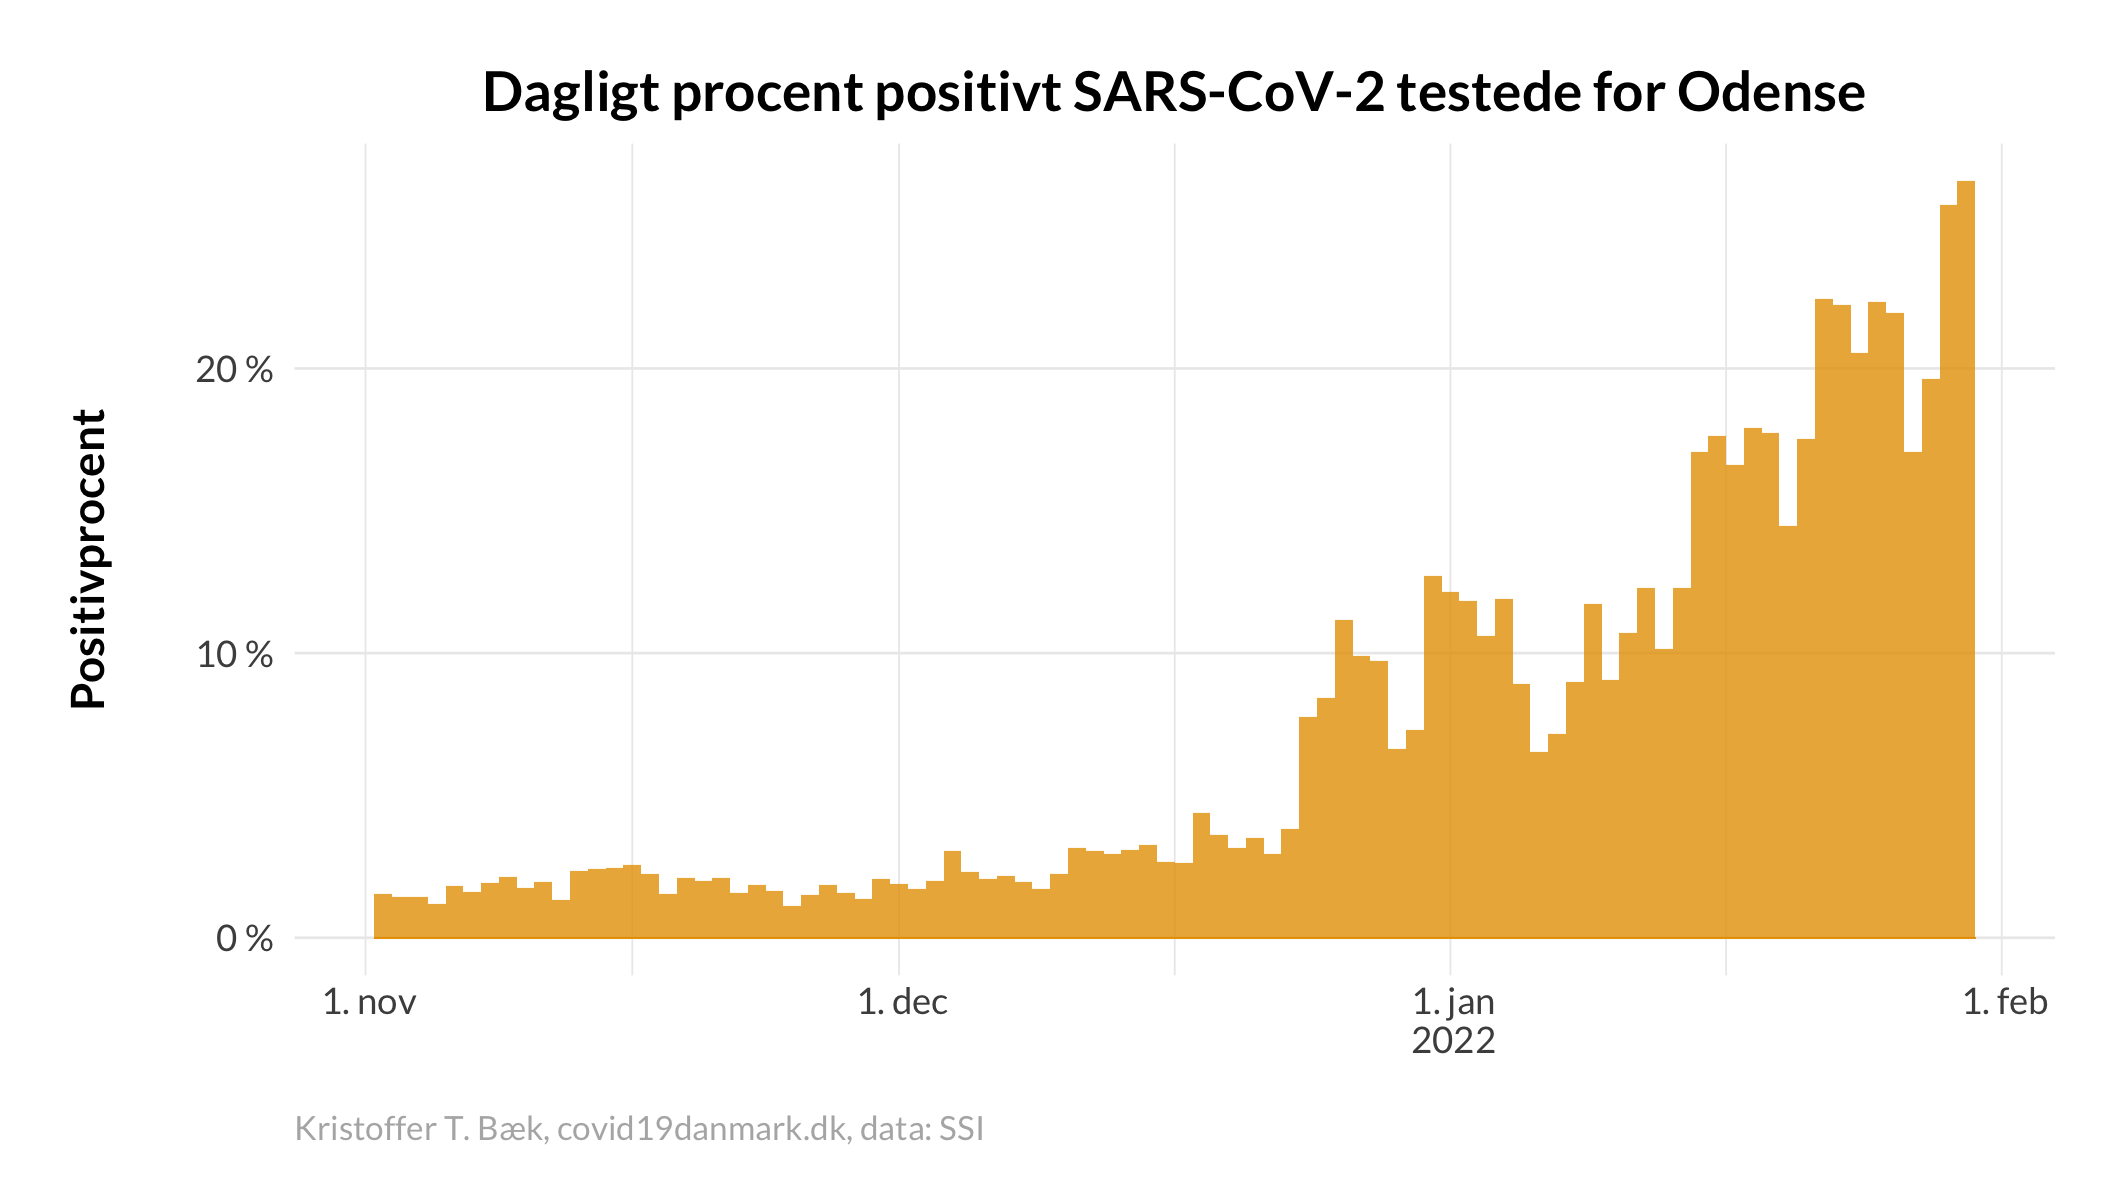 Dagligt procent positivt SARS-CoV-2 testede for Odense
Positivprocent
20 %
10 %
0 %
1. nov
1. dec
1. jan
2022
1. feb
Kristoffer T. Bæk, covid19danmark.dk, data: SSI